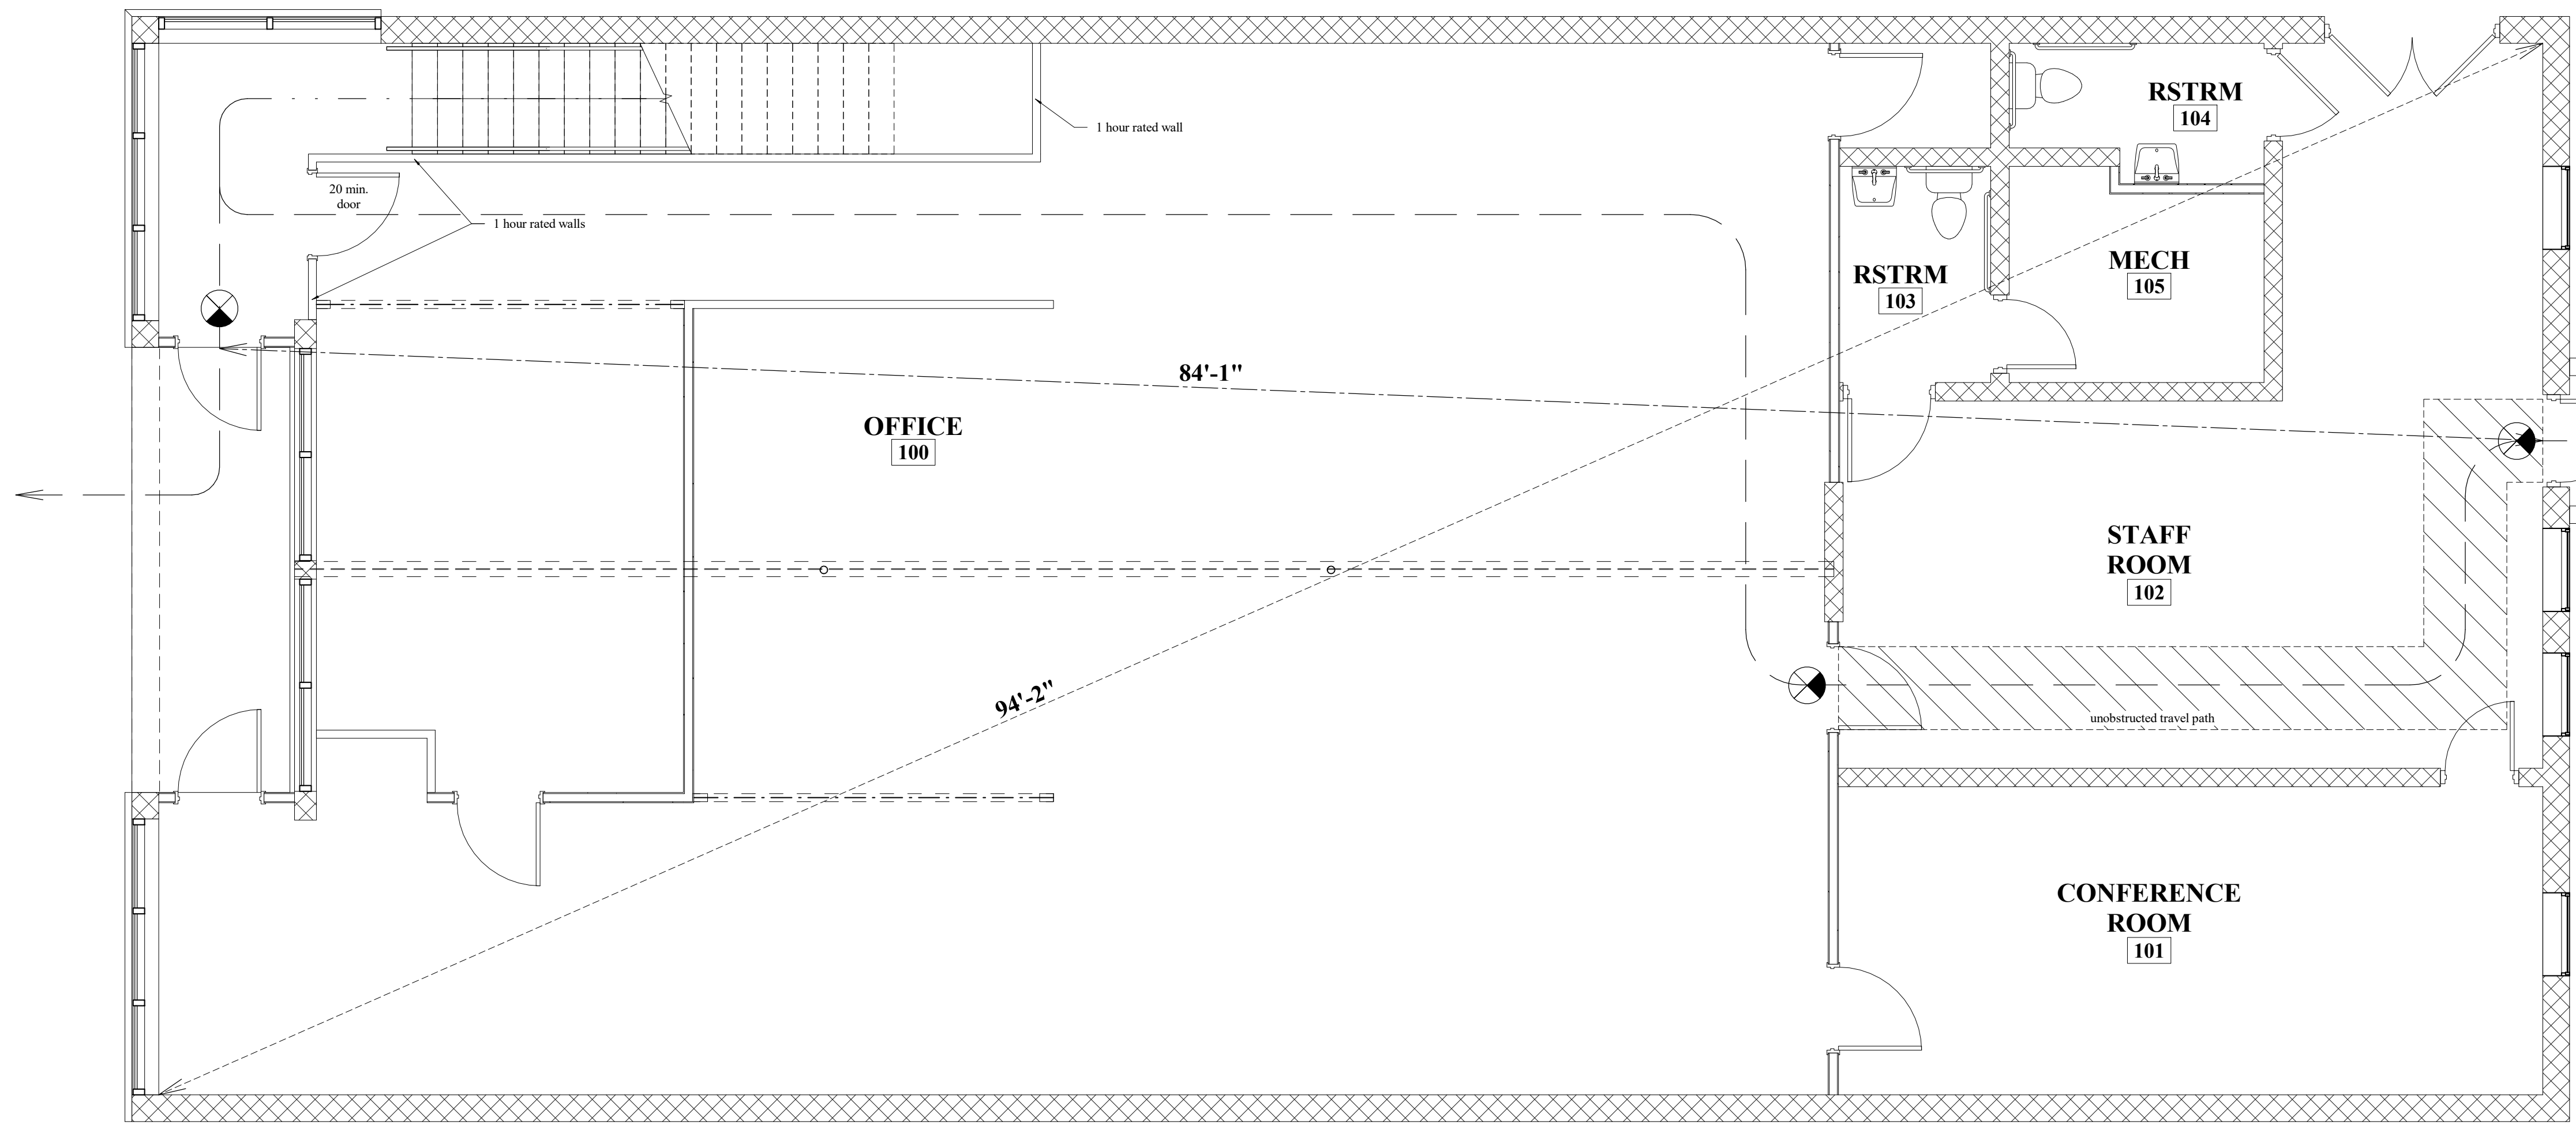 RSTRM
104
1 hour rated wall
20 min.
door
1 hour rated walls
RSTRM
103
MECH
105
84'-1"
OFFICE
100
STAFF
ROOM
102
94'-2"
unobstructed travel path
CONFERENCE
ROOM
101